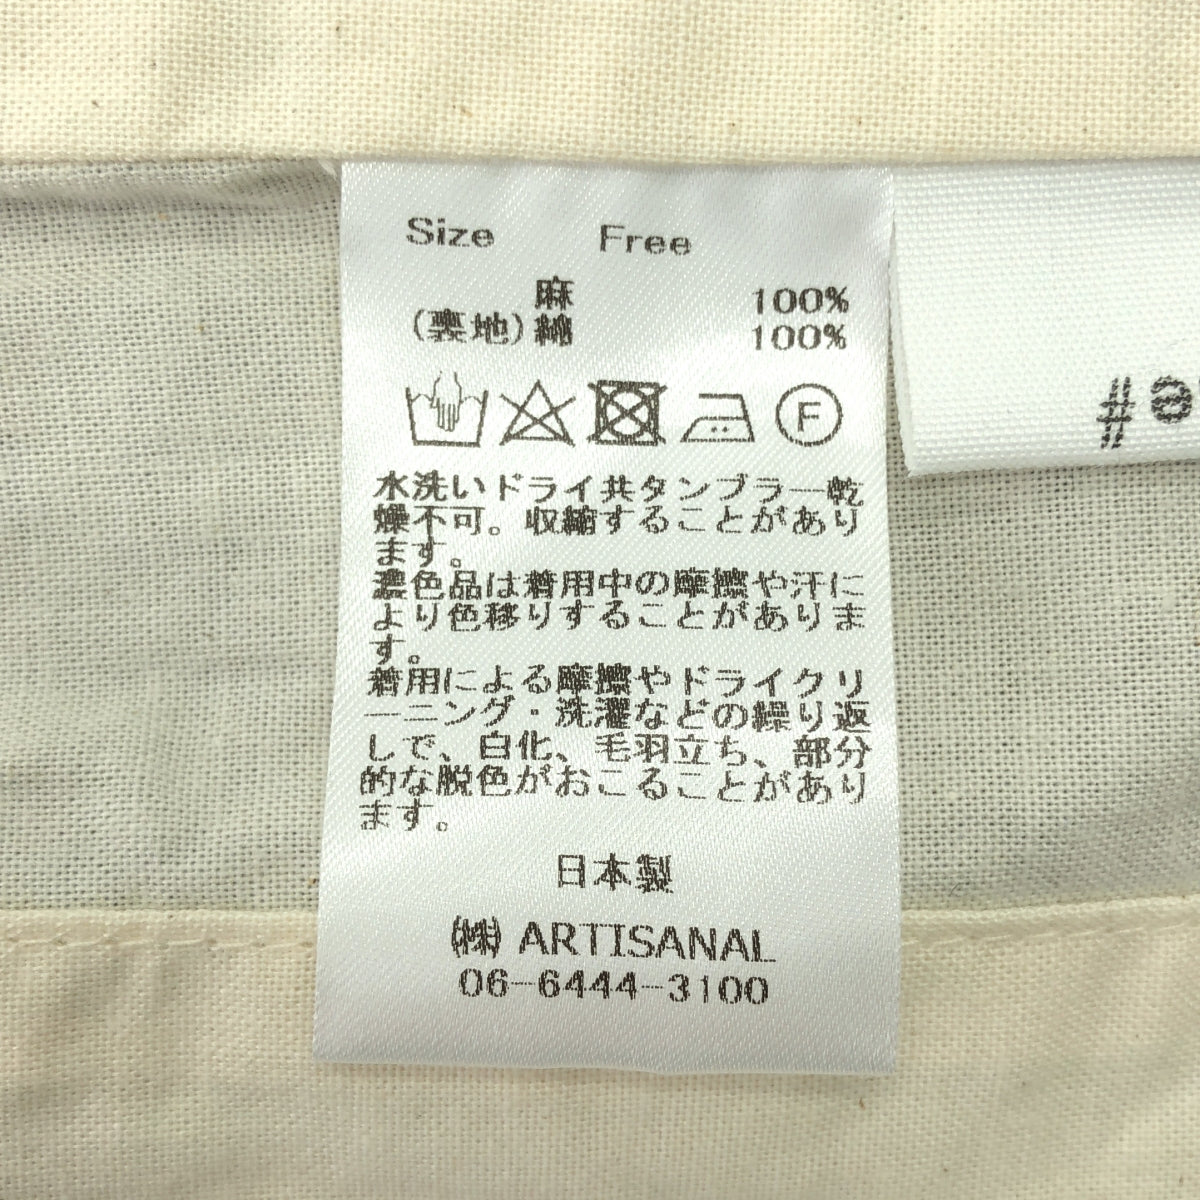 Size Free
麻 100%
(裏地) 綿 100%
F
水洗いドライ共タンブラー乾
燥不可。収縮することがあり
ます。
濃色品は着用中の摩擦や汗に
より色移りすることがありま
す。
着用による摩擦やドライクリ
ーニング・洗濯などの繰り返
しで、白化、毛羽立ち、部分
的な脱色がおこることがあり
ます。
日本製
㈱ ARTISANAL
06-6444-3100
#